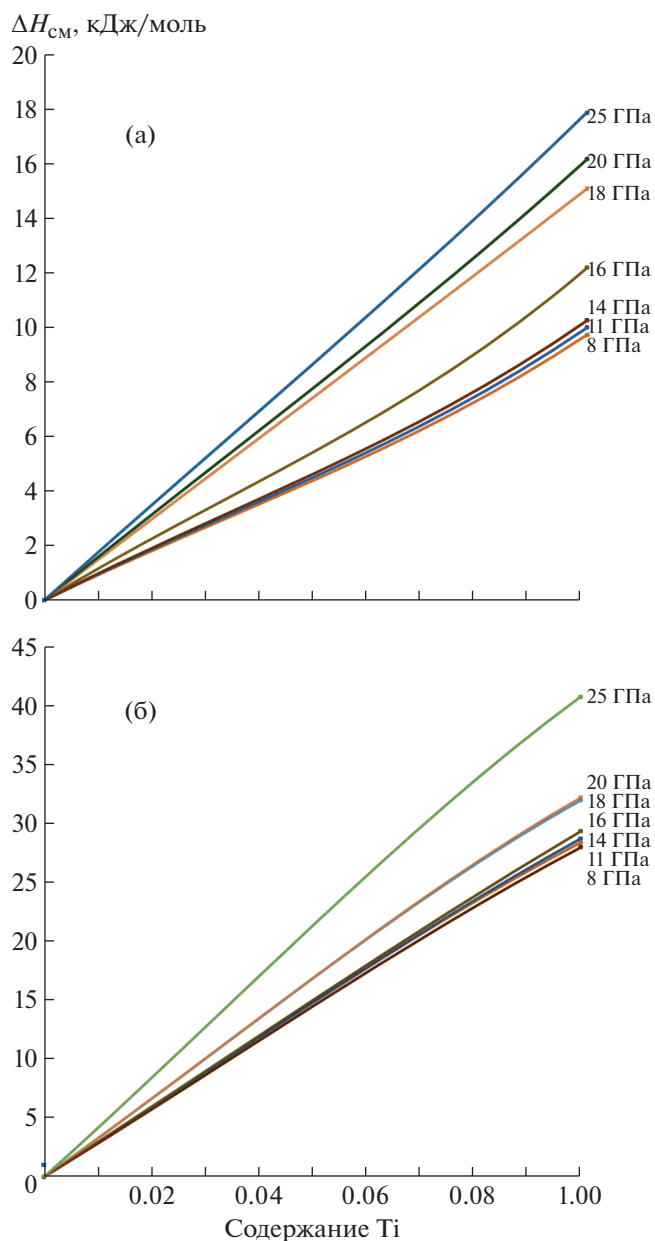 ΔHсм, кДж/моль
20
18
16
14
12
10
8
6
4
2
0
(а)
25 ГПа
20 ГПа
18 ГПа
16 ГПа
14 ГПа
11 ГПа
8 ГПа
45
40
35
30
25
20
15
10
5
0
(б)
25 ГПа
20 ГПа
18 ГПа
16 ГПа
14 ГПа
11 ГПа
8 ГПа
0.02 0.04 0.06 0.08 1.00
Содержание Ti